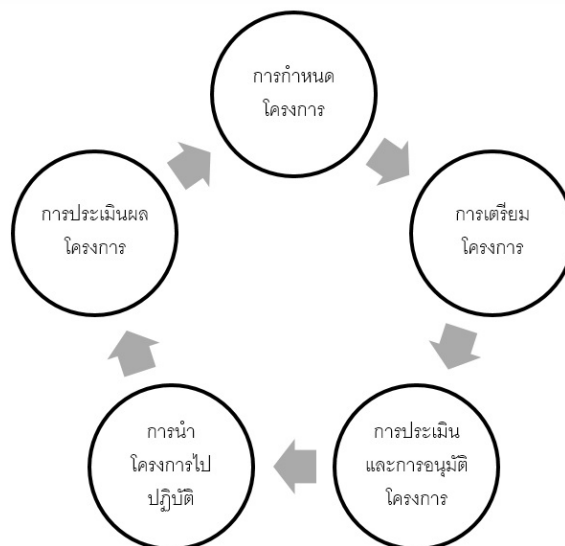 การกำหนด
โครงการ
การเตรียม
โครงการ
การประเมิน
และการอนุมัติ
โครงการ
การนำ
โครงการไป
ปฏิบัติ
การประเมินผล
โครงการ